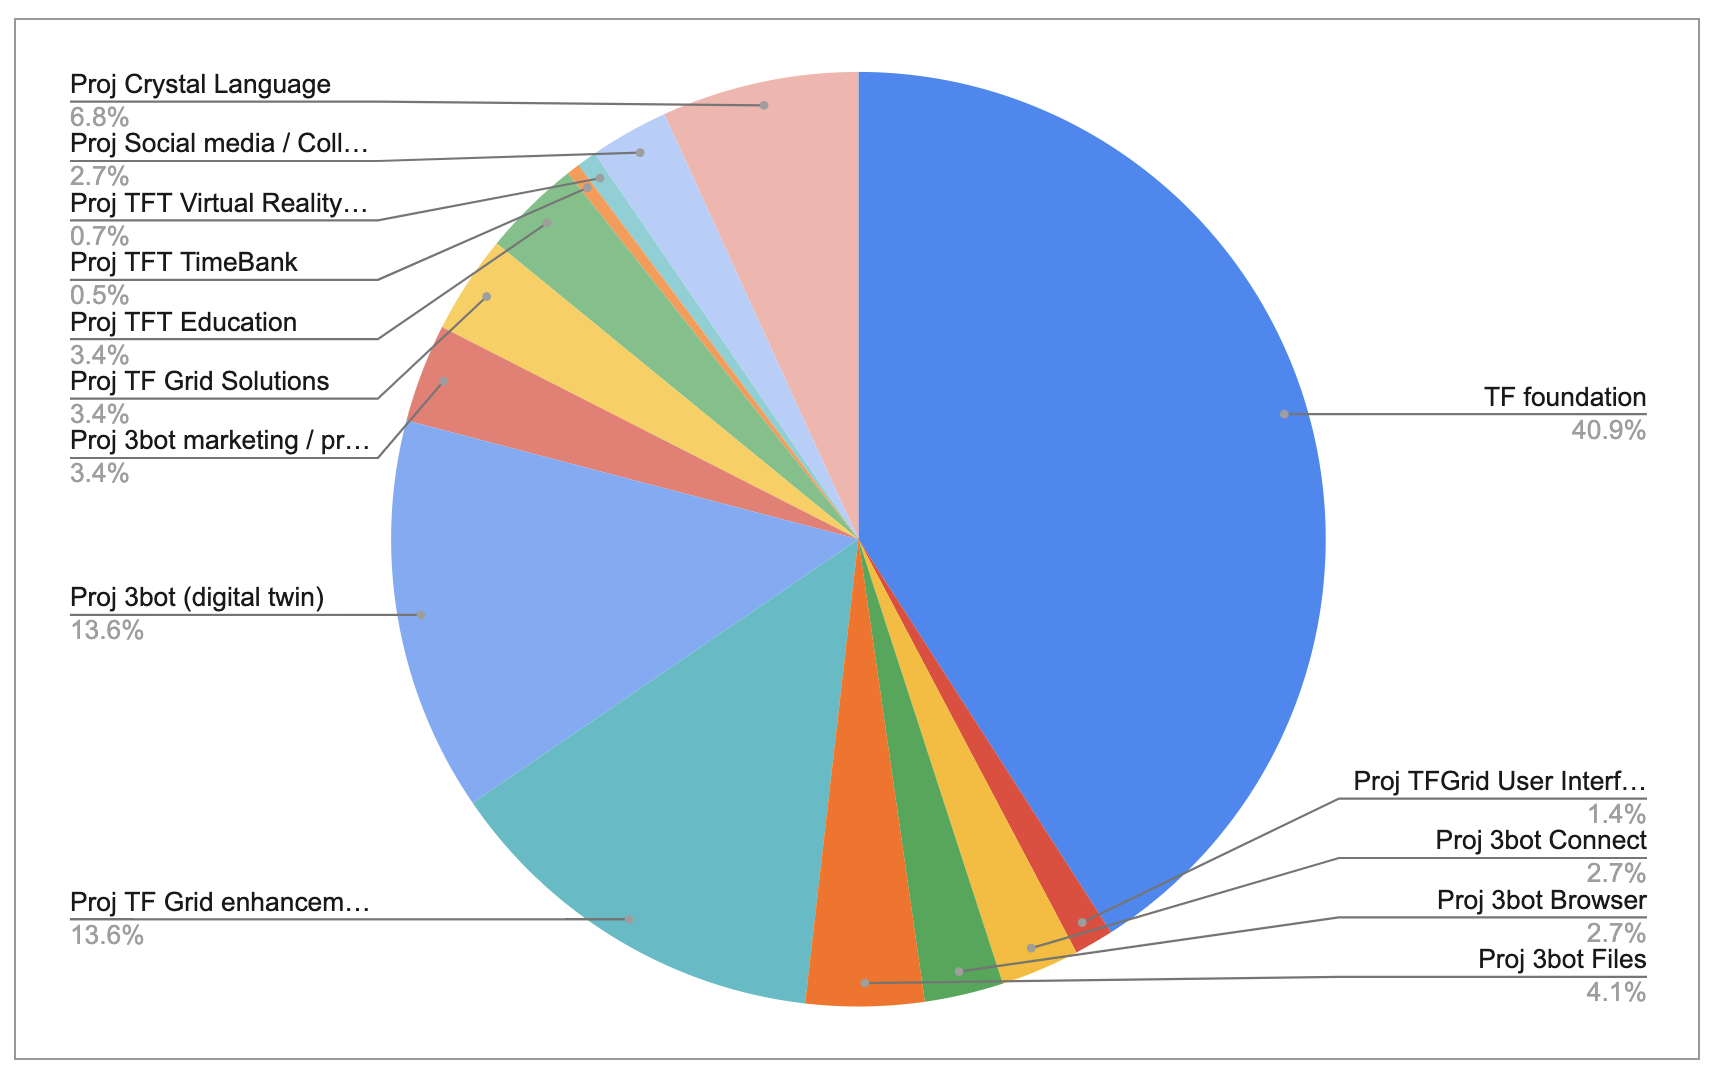 Proj Crystal Language
6.8%
Proj Social media / Coll…
2.7%
Proj TFT Virtual Reality…
0.7%
Proj TFT TimeBank
0.5%
Proj TFT Education
3.4%
Proj TF Grid Solutions
3.4%
Proj 3bot marketing / pr…
3.4%
Proj 3bot (digital twin)
13.6%
Proj TF Grid enhancem…
13.6%
TF foundation
40.9%
Proj TFGrid User Interf…
1.4%
Proj 3bot Connect
2.7%
Proj 3bot Browser
2.7%
Proj 3bot Files
4.1%